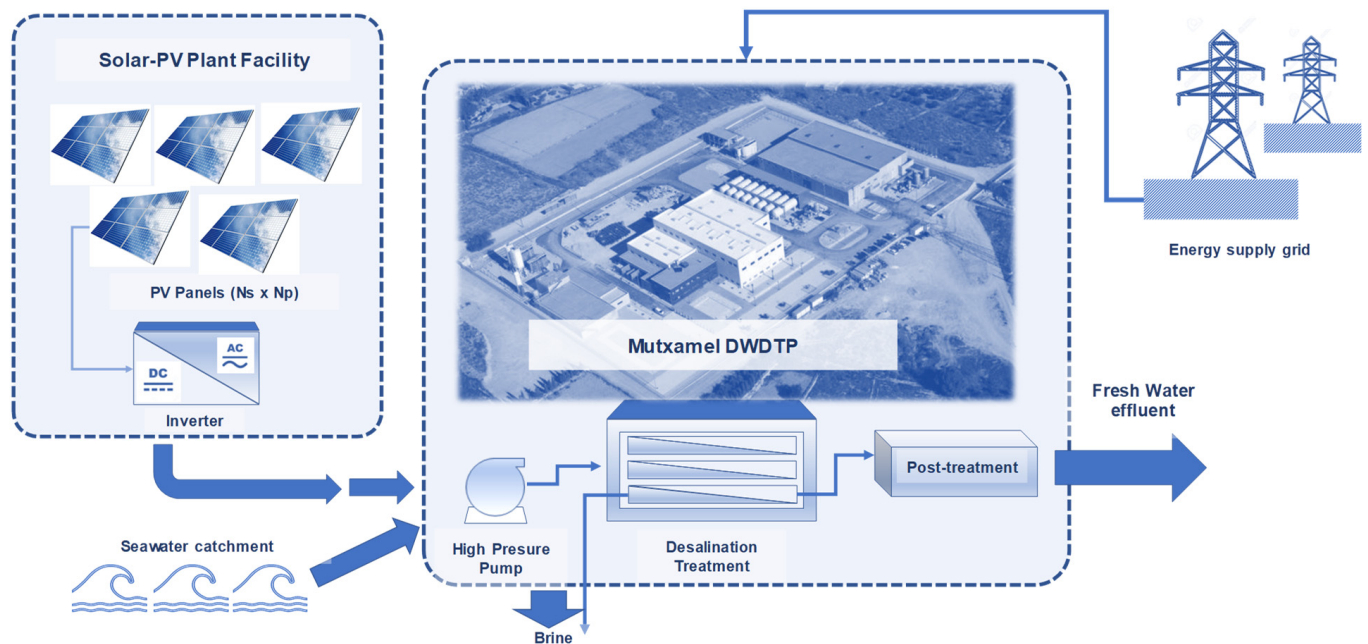 Solar-PV Plant Facility
PV Panels (Ns x Np)
AC
DC
Inverter
Seawater catchment
Mutxamel DWDTP
High Presure
Pump
Desalination
Treatment
Post-treatment
Brine
Energy supply grid
Fresh Water
effluent